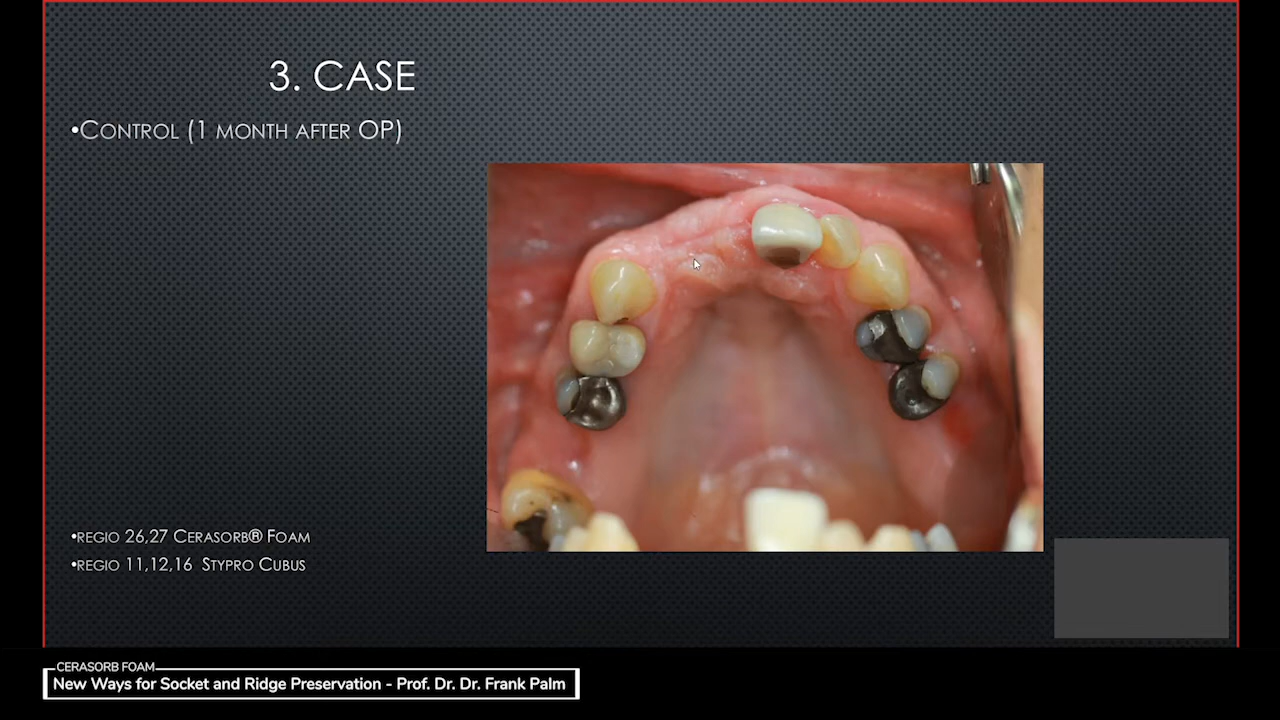 3. CASE
•CONTROL (1 MONTH AFTER OP)
•REGIO 26,27 CERASORB® FOAM
•REGIO 11,12,16 STYPRO CUBUS
CERASORB FOAM
New Ways for Socket and Ridge Preservation - Prof. Dr. Dr. Frank Palm